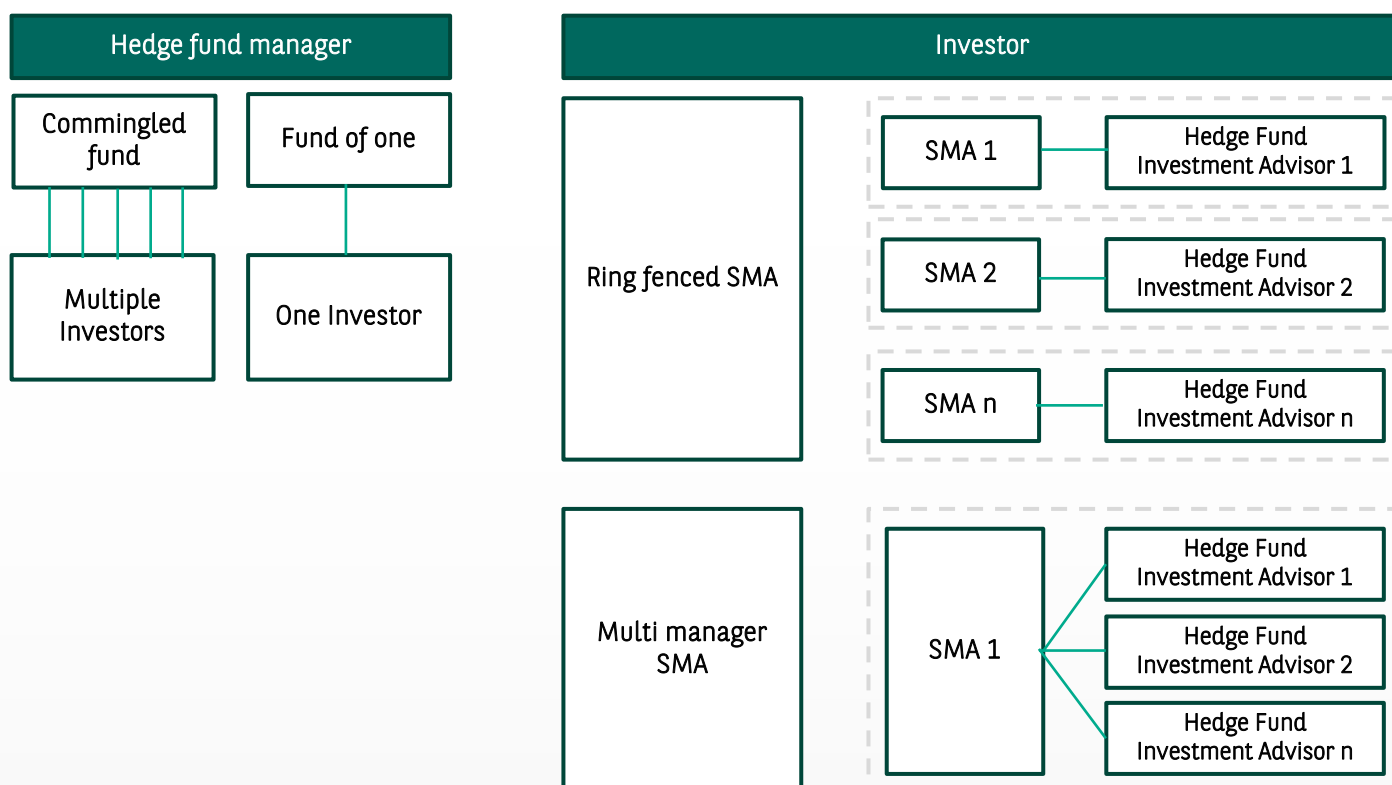 Hedge fund manager
Commingled
fund
Fund of one
Multiple
Investors
One Investor
Investor
Ring fenced SMA
SMA 1
Hedge Fund
Investment Advisor 1
SMA 2
Hedge Fund
Investment Advisor 2
SMA n
Hedge Fund
Investment Advisor n
Multi manager
SMA
SMA 1
Hedge Fund
Investment Advisor 1
Hedge Fund
Investment Advisor 2
Hedge Fund
Investment Advisor n